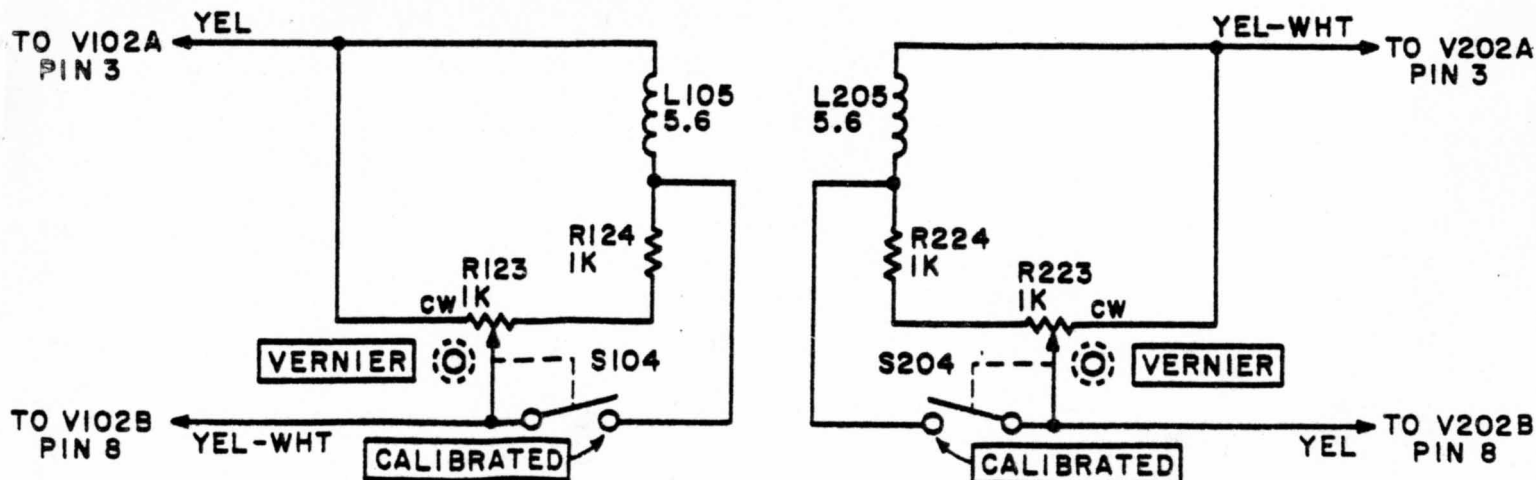 YEL
TO V102A
PIN 3
L105
5.6
R124
1K
R123
1K
CW
VERNIER
S104
TO V102B
PIN 8
YEL-WHT
CALIBRATED
YEL-WHT
TO V202A
PIN 3
L205
5.6
R224
1K
R223
1K
CW
S204
VERNIER
TO V202B
PIN 8
YEL
CALIBRATED